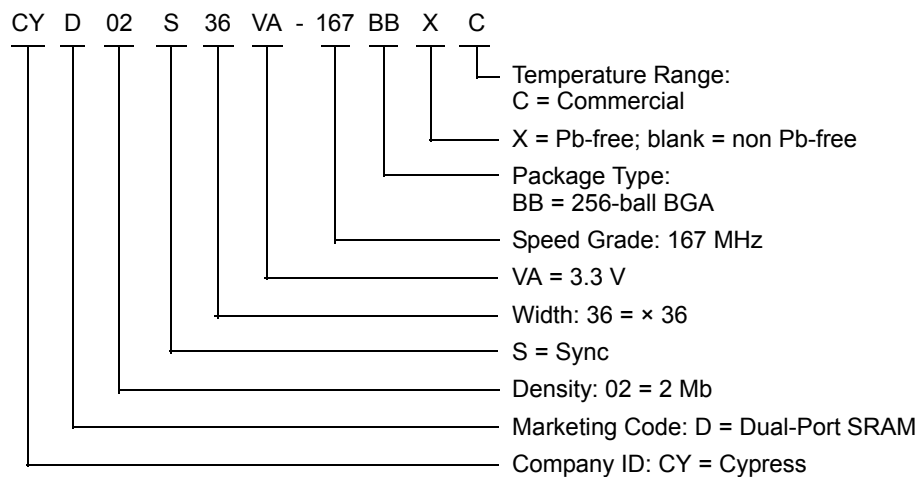 CY D 02 S 36 VA - 167 BB X C
Temperature Range:
C = Commercial
X = Pb-free; blank = non Pb-free
Package Type:
BB = 256-ball BGA
Speed Grade: 167 MHz
VA = 3.3 V
Width: 36 = × 36
S = Sync
Density: 02 = 2 Mb
Marketing Code: D = Dual-Port SRAM
Company ID: CY = Cypress